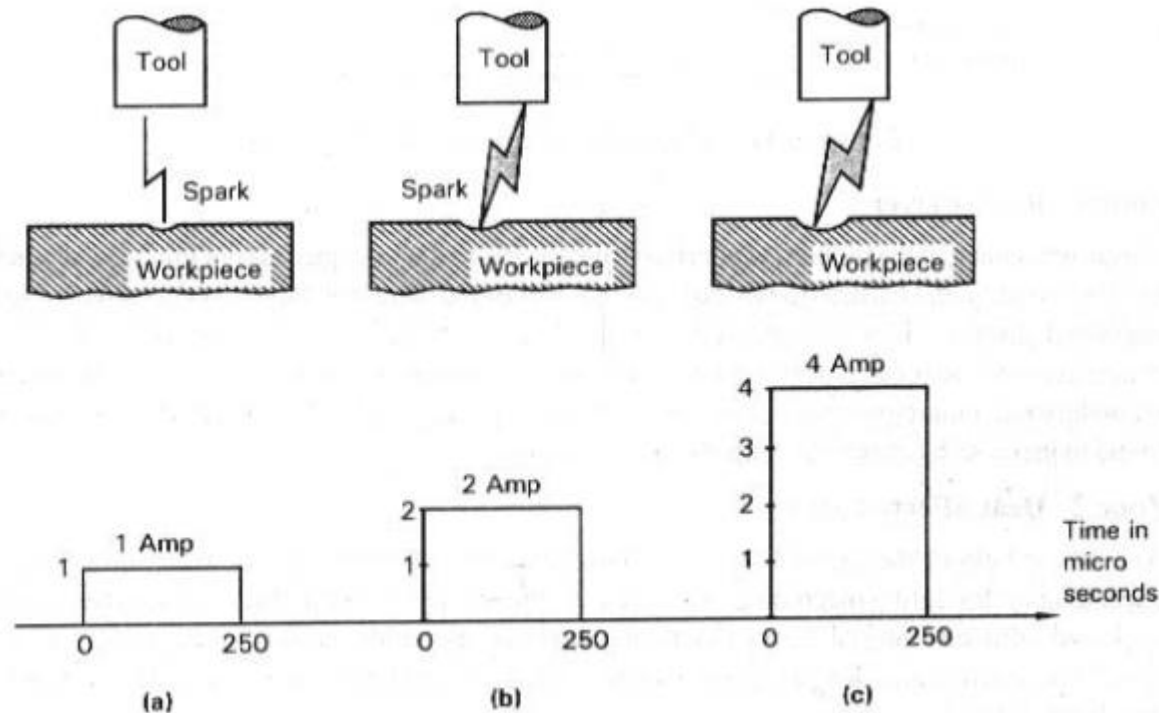 Tool Tool Tool
Spark Spark
Workpiece Workpiece Workpiece
4 Amp
4
3
2 Amp
2 2
1 Amp
1 1 1
Time in
micro
seconds
0 250 0 250 0 250
(a) (b) (c)